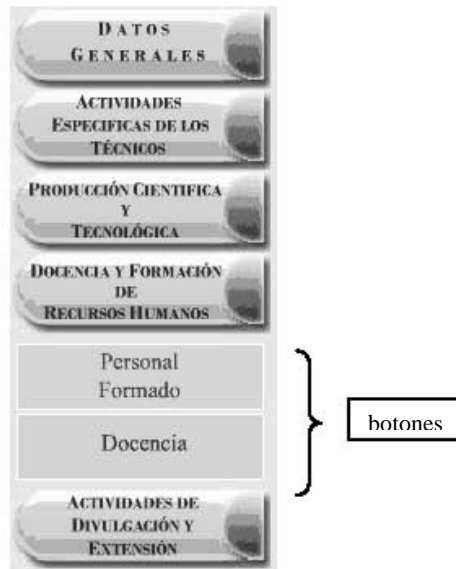 DATOS
GENERALES
ACTIVIDADES
ESPECIFICAS DE LOS
TÉCNICOS
PRODUCCIÓN CIENTIFICA
Y
TECNOLÓGICA
DOCENCIA Y FORMACIÓN
DE
RECURSOS HUMANOS
Personal
Formado
Docencia
botones
ACTIVIDADES DE
DIVULGACIÓN Y
EXTENSIÓN